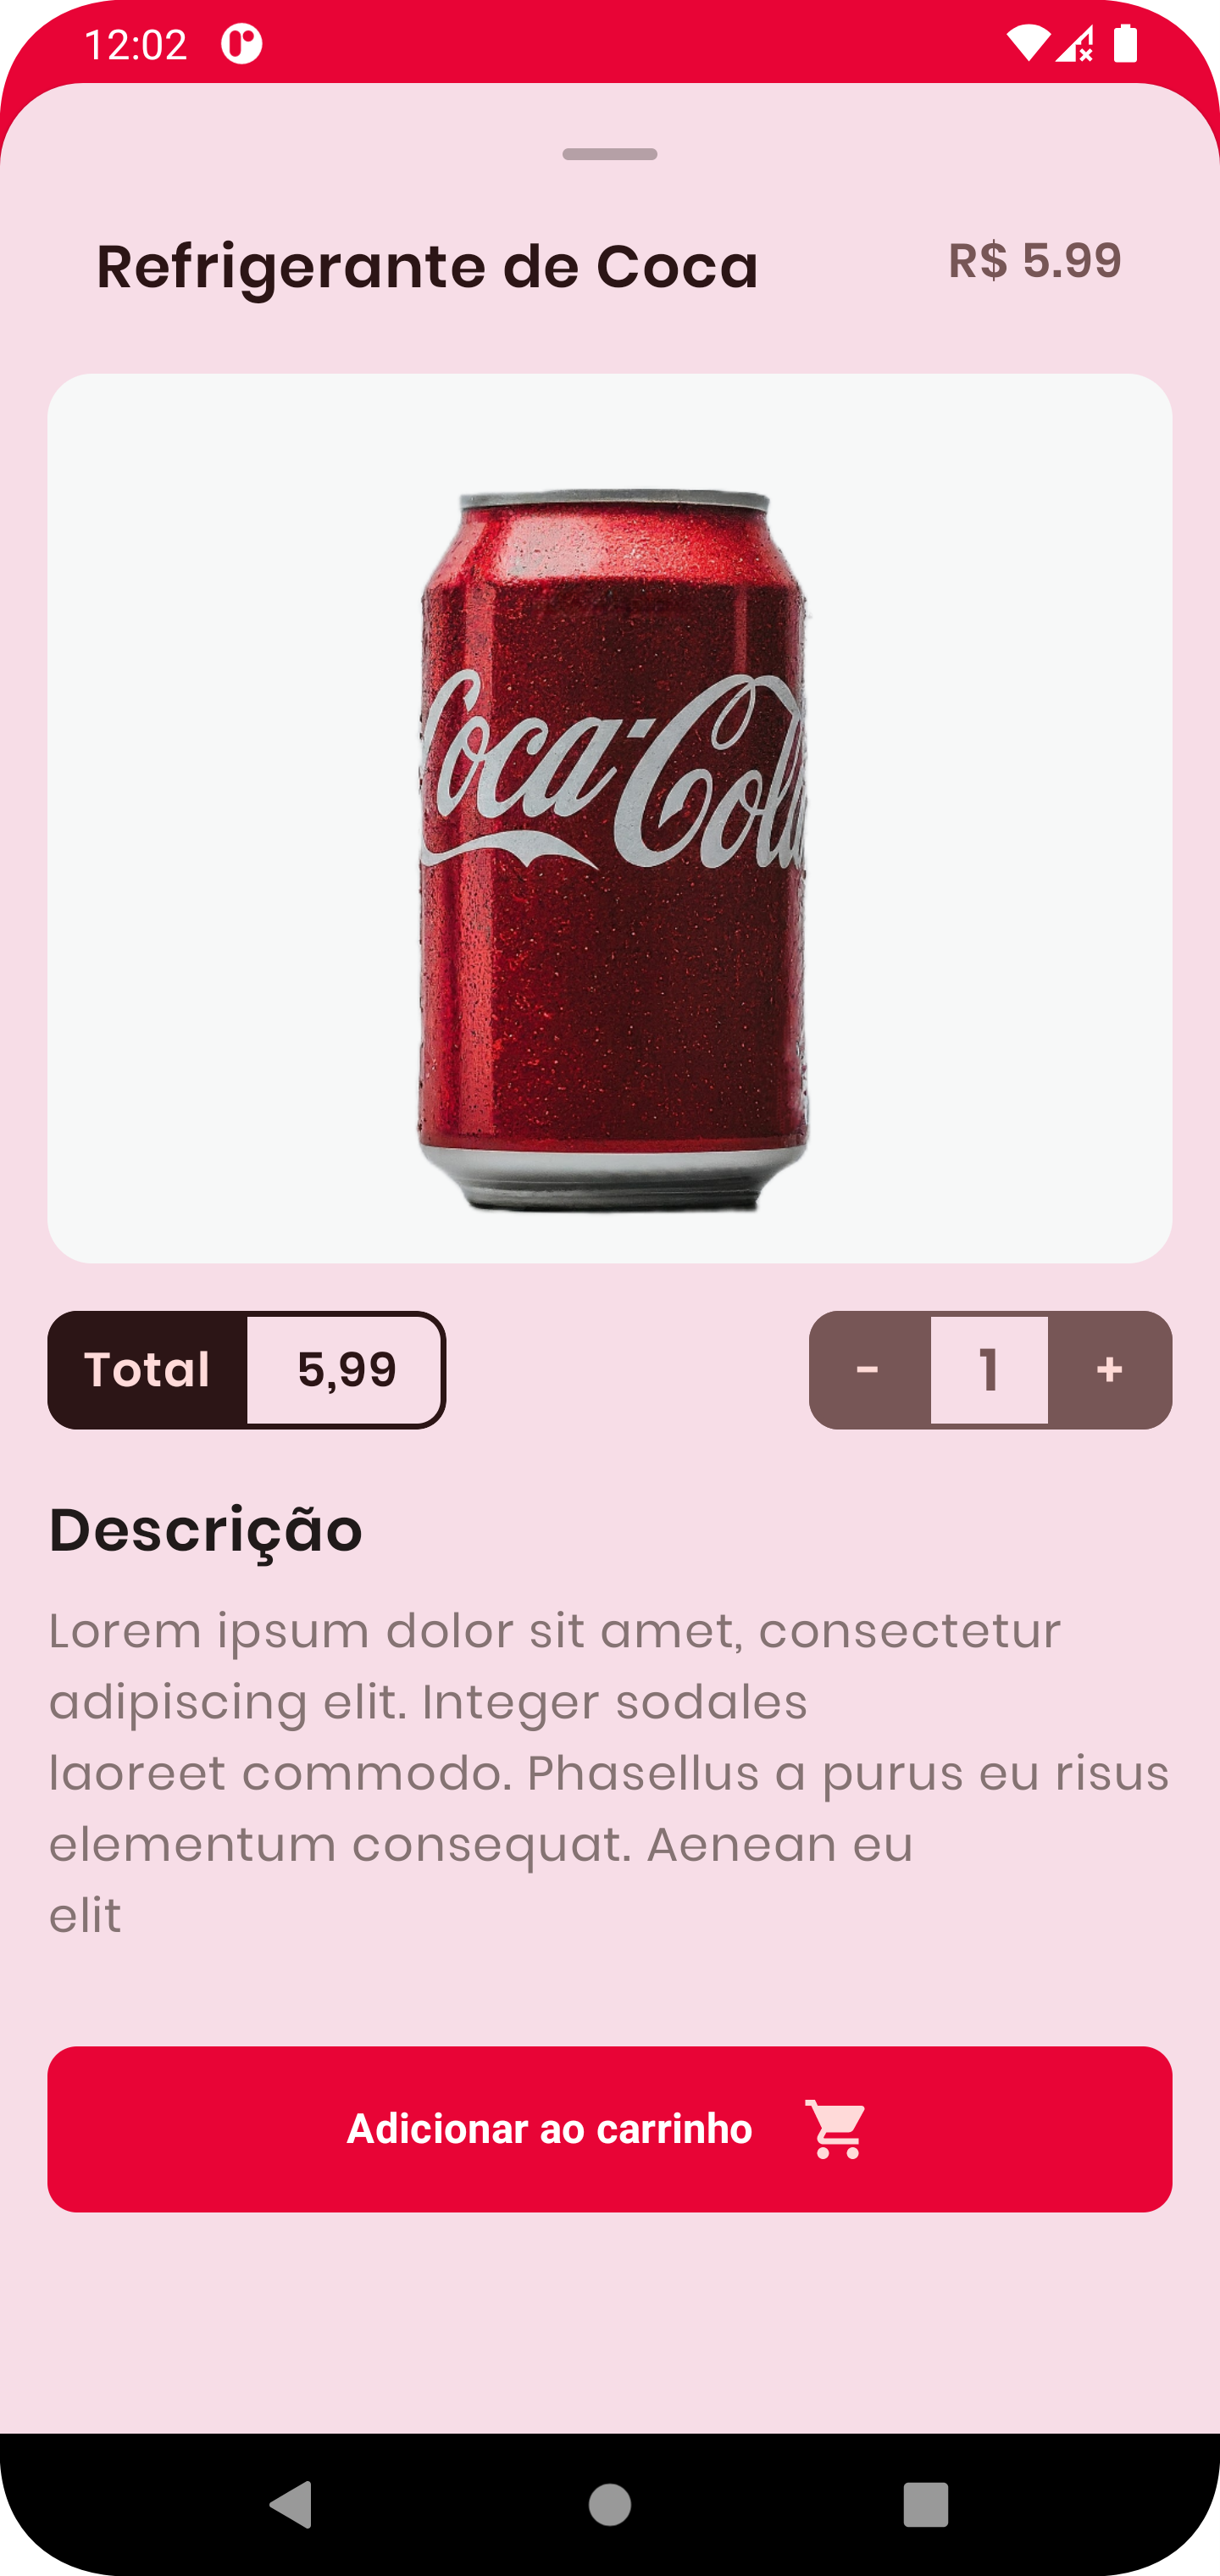 12:02
Refrigerante de Coca
R$ 5.99
Coca-Cola
Total
5,99
-
1
+
Descrição
Lorem ipsum dolor sit amet, consectetur
adipiscing elit. Integer sodales
laoreet commodo. Phasellus a purus eu risus
elementum consequat. Aenean eu
elit
Adicionar ao carrinho